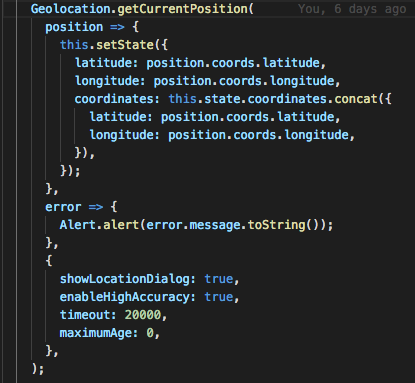 Geolocation.getCurrentPosition( You, 6 days ago
position => {
this.setState({
latitude: position.coords.latitude,
longitude: position.coords.longitude,
coordinates: this.state.coordinates.concat({
latitude: position.coords.latitude,
longitude: position.coords.longitude,
}),
});
},
error => {
Alert.alert(error.message.toString());
},
{
showLocationDialog: true,
enableHighAccuracy: true,
timeout: 20000,
maximumAge: 0,
},
);